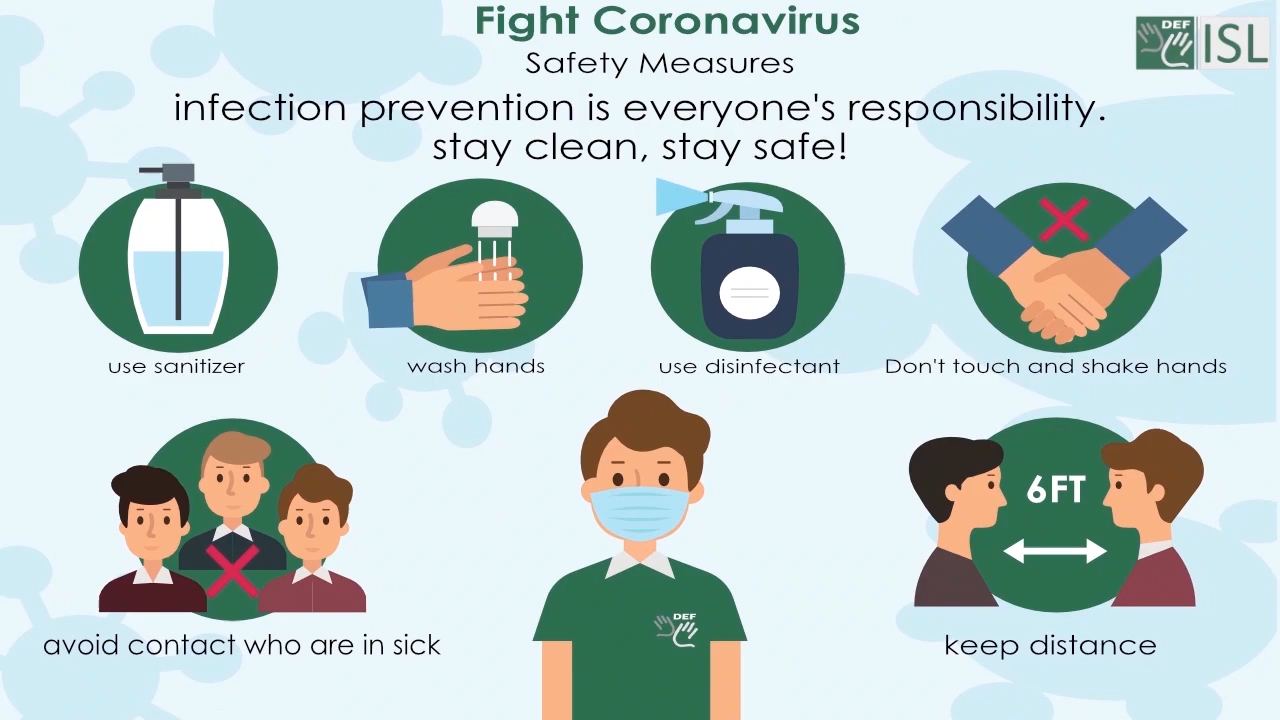 Fight Coronavirus
Safety Measures
DEF ISL
infection prevention is everyone's responsibility.
stay clean, stay safe!
use sanitizer
wash hands
use disinfectant
Don't touch and shake hands
6FT
DEF
avoid contact who are in sick
keep distance